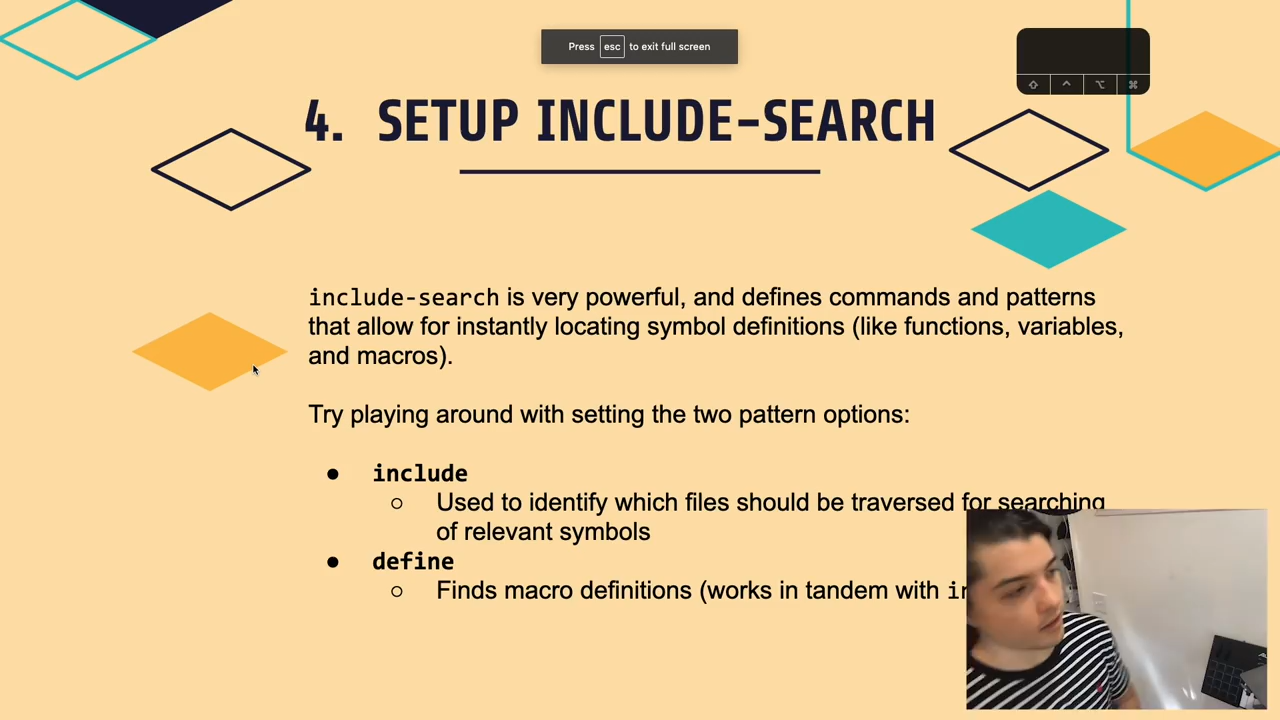 Press esc to exit full screen
4. SETUP INCLUDE-SEARCH
include-search is very powerful, and defines commands and patterns
that allow for instantly locating symbol definitions (like functions, variables,
and macros).
Try playing around with setting the two pattern options:
● include
○ Used to identify which files should be traversed for searching
of relevant symbols
● define
○ Finds macro definitions (works in tandem with